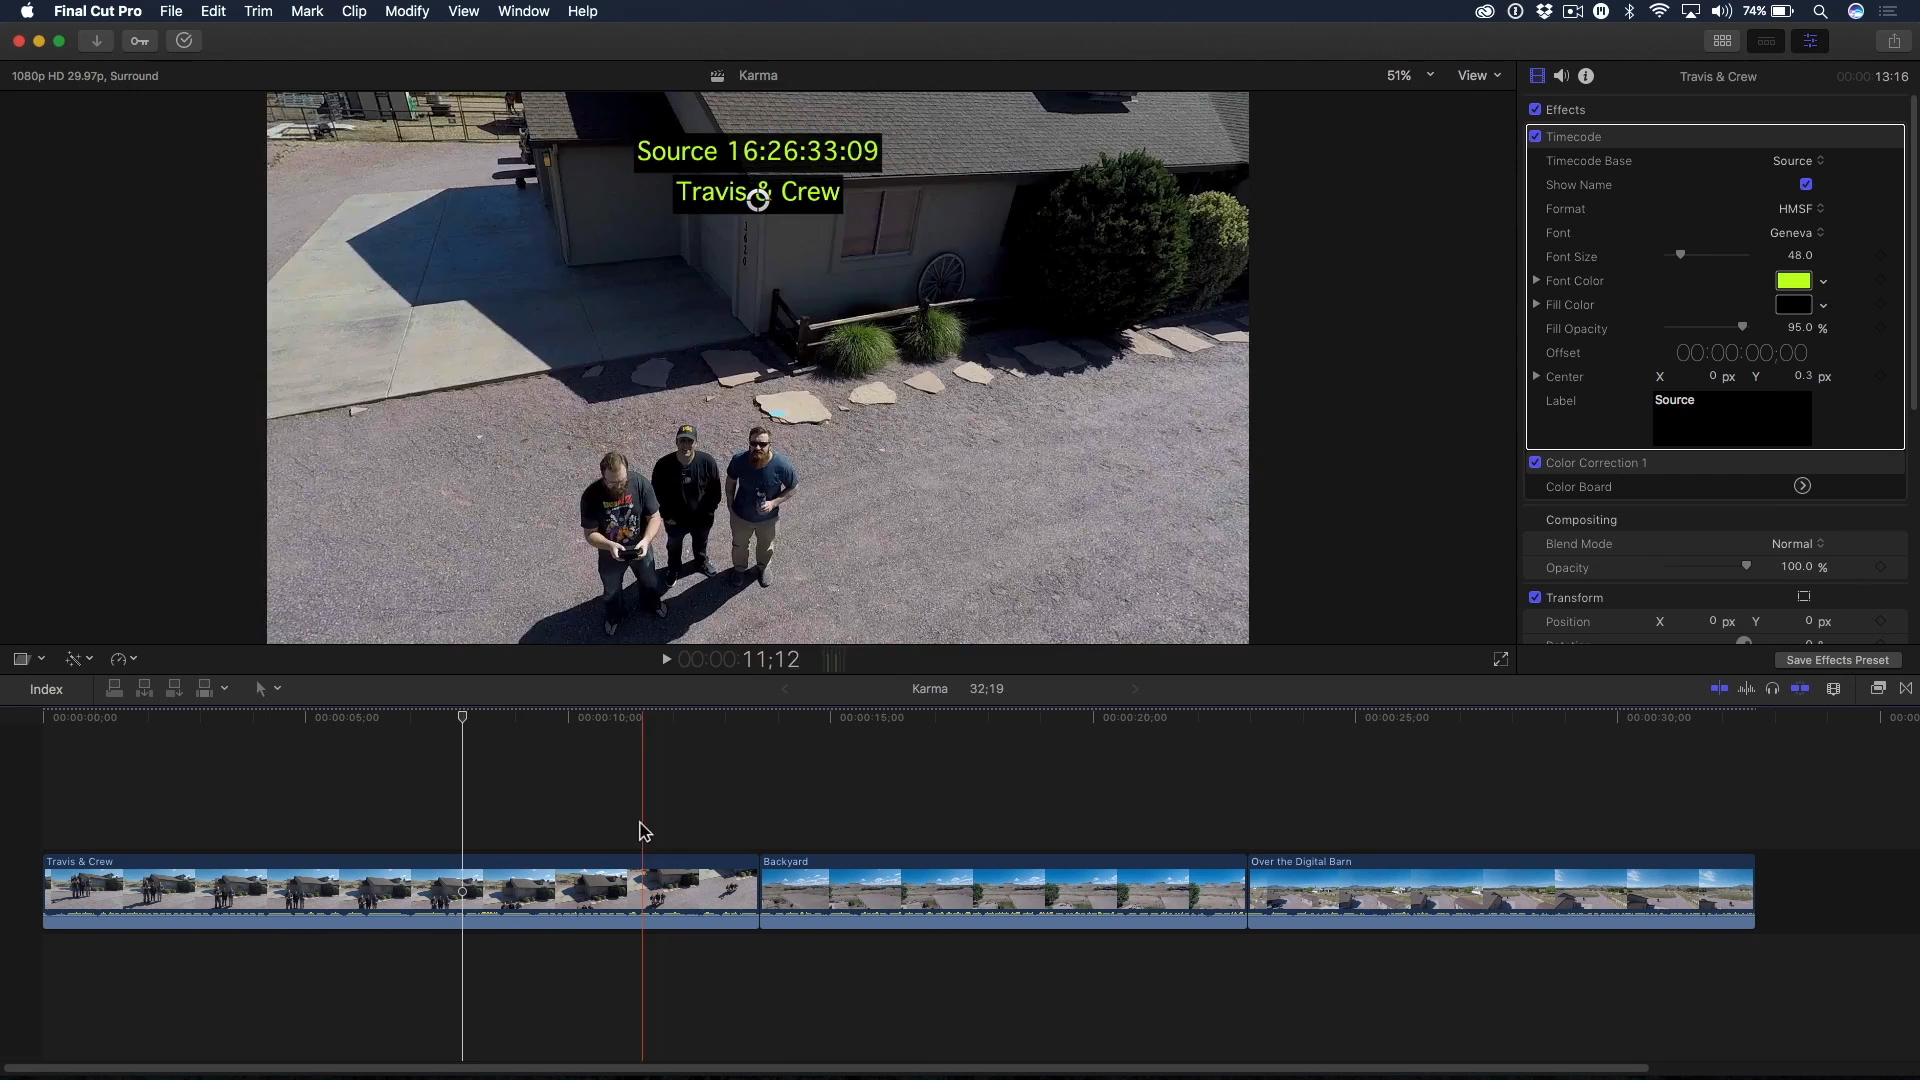 Final Cut Pro File Edit Trim Mark Clip Modify View Window Help 74%
1080p HD 29.97p, Surround Karma 51% View Travis & Crew 00:00:13:16
Source 16:26:33:09
Travis & Crew
Effects
Timecode
Timecode Base Source
Show Name
Format HMSF
Font Geneva
Font Size 48.0
Font Color
Fill Color
Fill Opacity 95.0 %
Offset 00:00:00;00
Center X 0 px Y 0.3 px
Label Source
Color Correction 1
Color Board
Compositing
Blend Mode Normal
Opacity 100.0 %
Transform
Position X 0 px Y 0 px
Save Effects Preset
00:00:11;12
Index Karma 32;19
00:00:00;00 00:00:05;00 00:00:10;00 00:00:15;00 00:00:20;00 00:00:25;00 00:00:30;00 00:00
Travis & Crew Backyard Over the Digital Barn